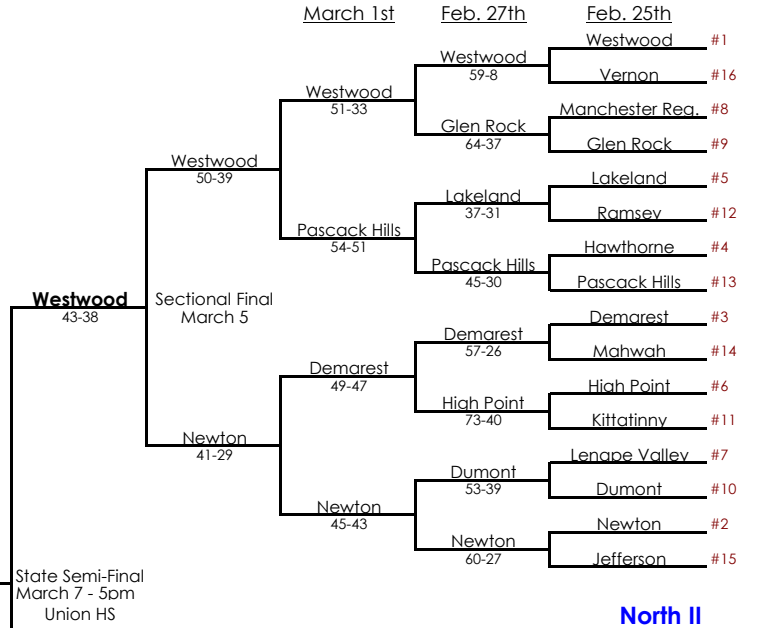 March 1st Feb. 27th Feb. 25th
Westwood #1
Westwood
59-8
Vernon #16
Westwood
51-33
Manchester Reg. #8
Glen Rock
64-37
Glen Rock #9
Westwood
50-39
Lakeland #5
Lakeland
37-31
Ramsey #12
Pascack Hills
54-51
Hawthorne #4
Pascack Hills
45-30
Pascack Hills #13
Westwood
43-38
Sectional Final
March 5
Demarest #3
Demarest
57-26
Mahwah #14
Demarest
49-47
High Point #6
High Point
73-40
Kittatinny #11
Newton
41-29
Lenape Valley #7
Dumont
53-39
Dumont #10
Newton
45-43
Newton #2
Newton
60-27
Jefferson #15
State Semi-Final
March 7 - 5pm
Union HS
North II